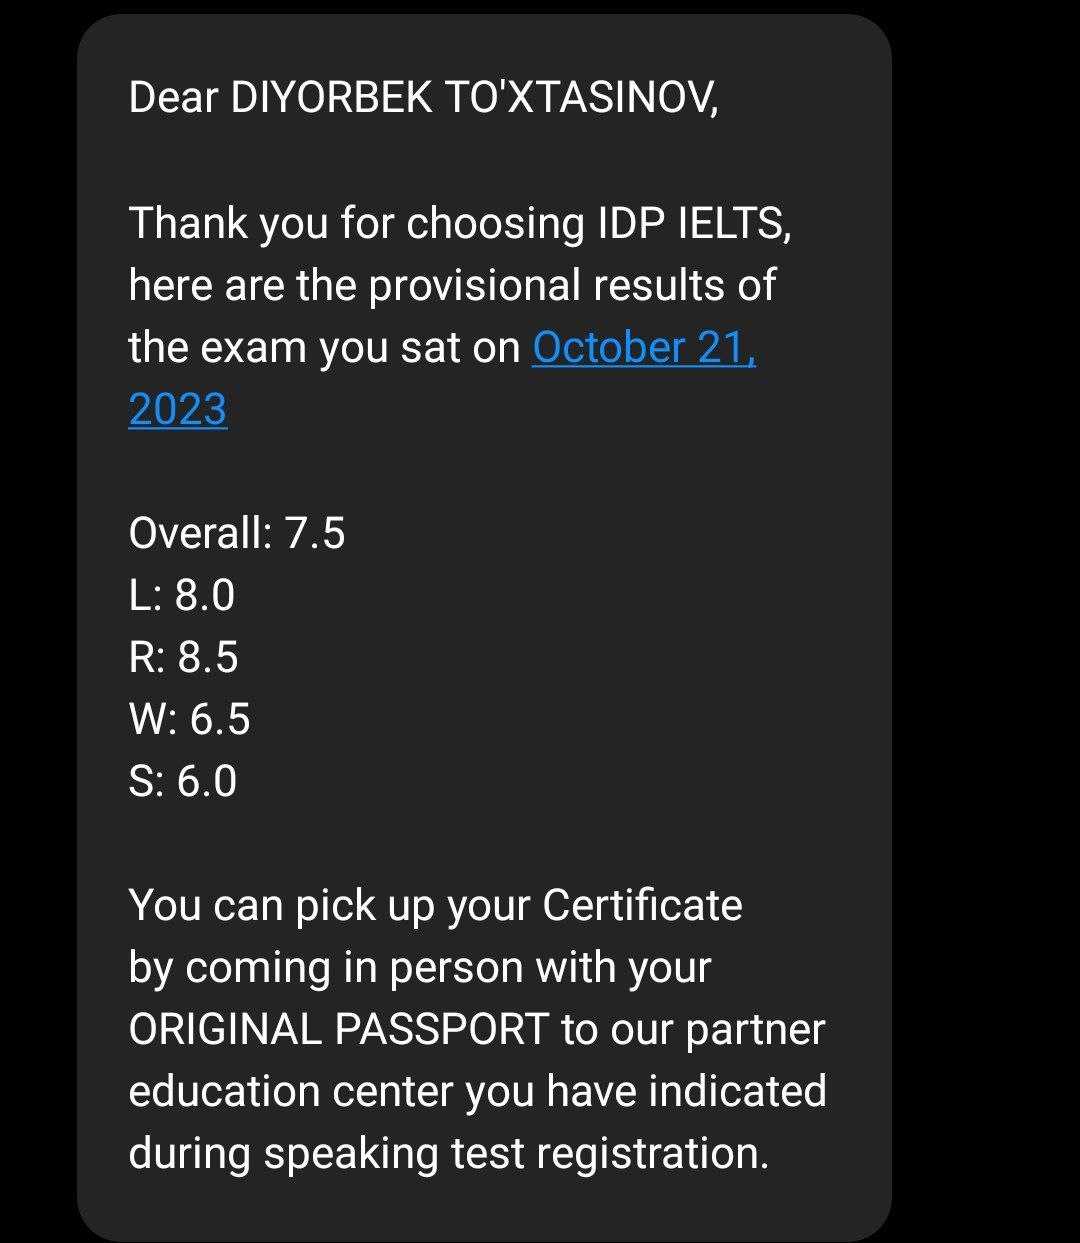 Dear DIYORBEK TO'XTASINOV,
Thank you for choosing IDP IELTS,
here are the provisional results of
the exam you sat on October 21,
2023
Overall: 7.5
L: 8.0
R: 8.5
W: 6.5
S: 6.0
You can pick up your Certificate
by coming in person with your
ORIGINAL PASSPORT to our partner
education center you have indicated
during speaking test registration.